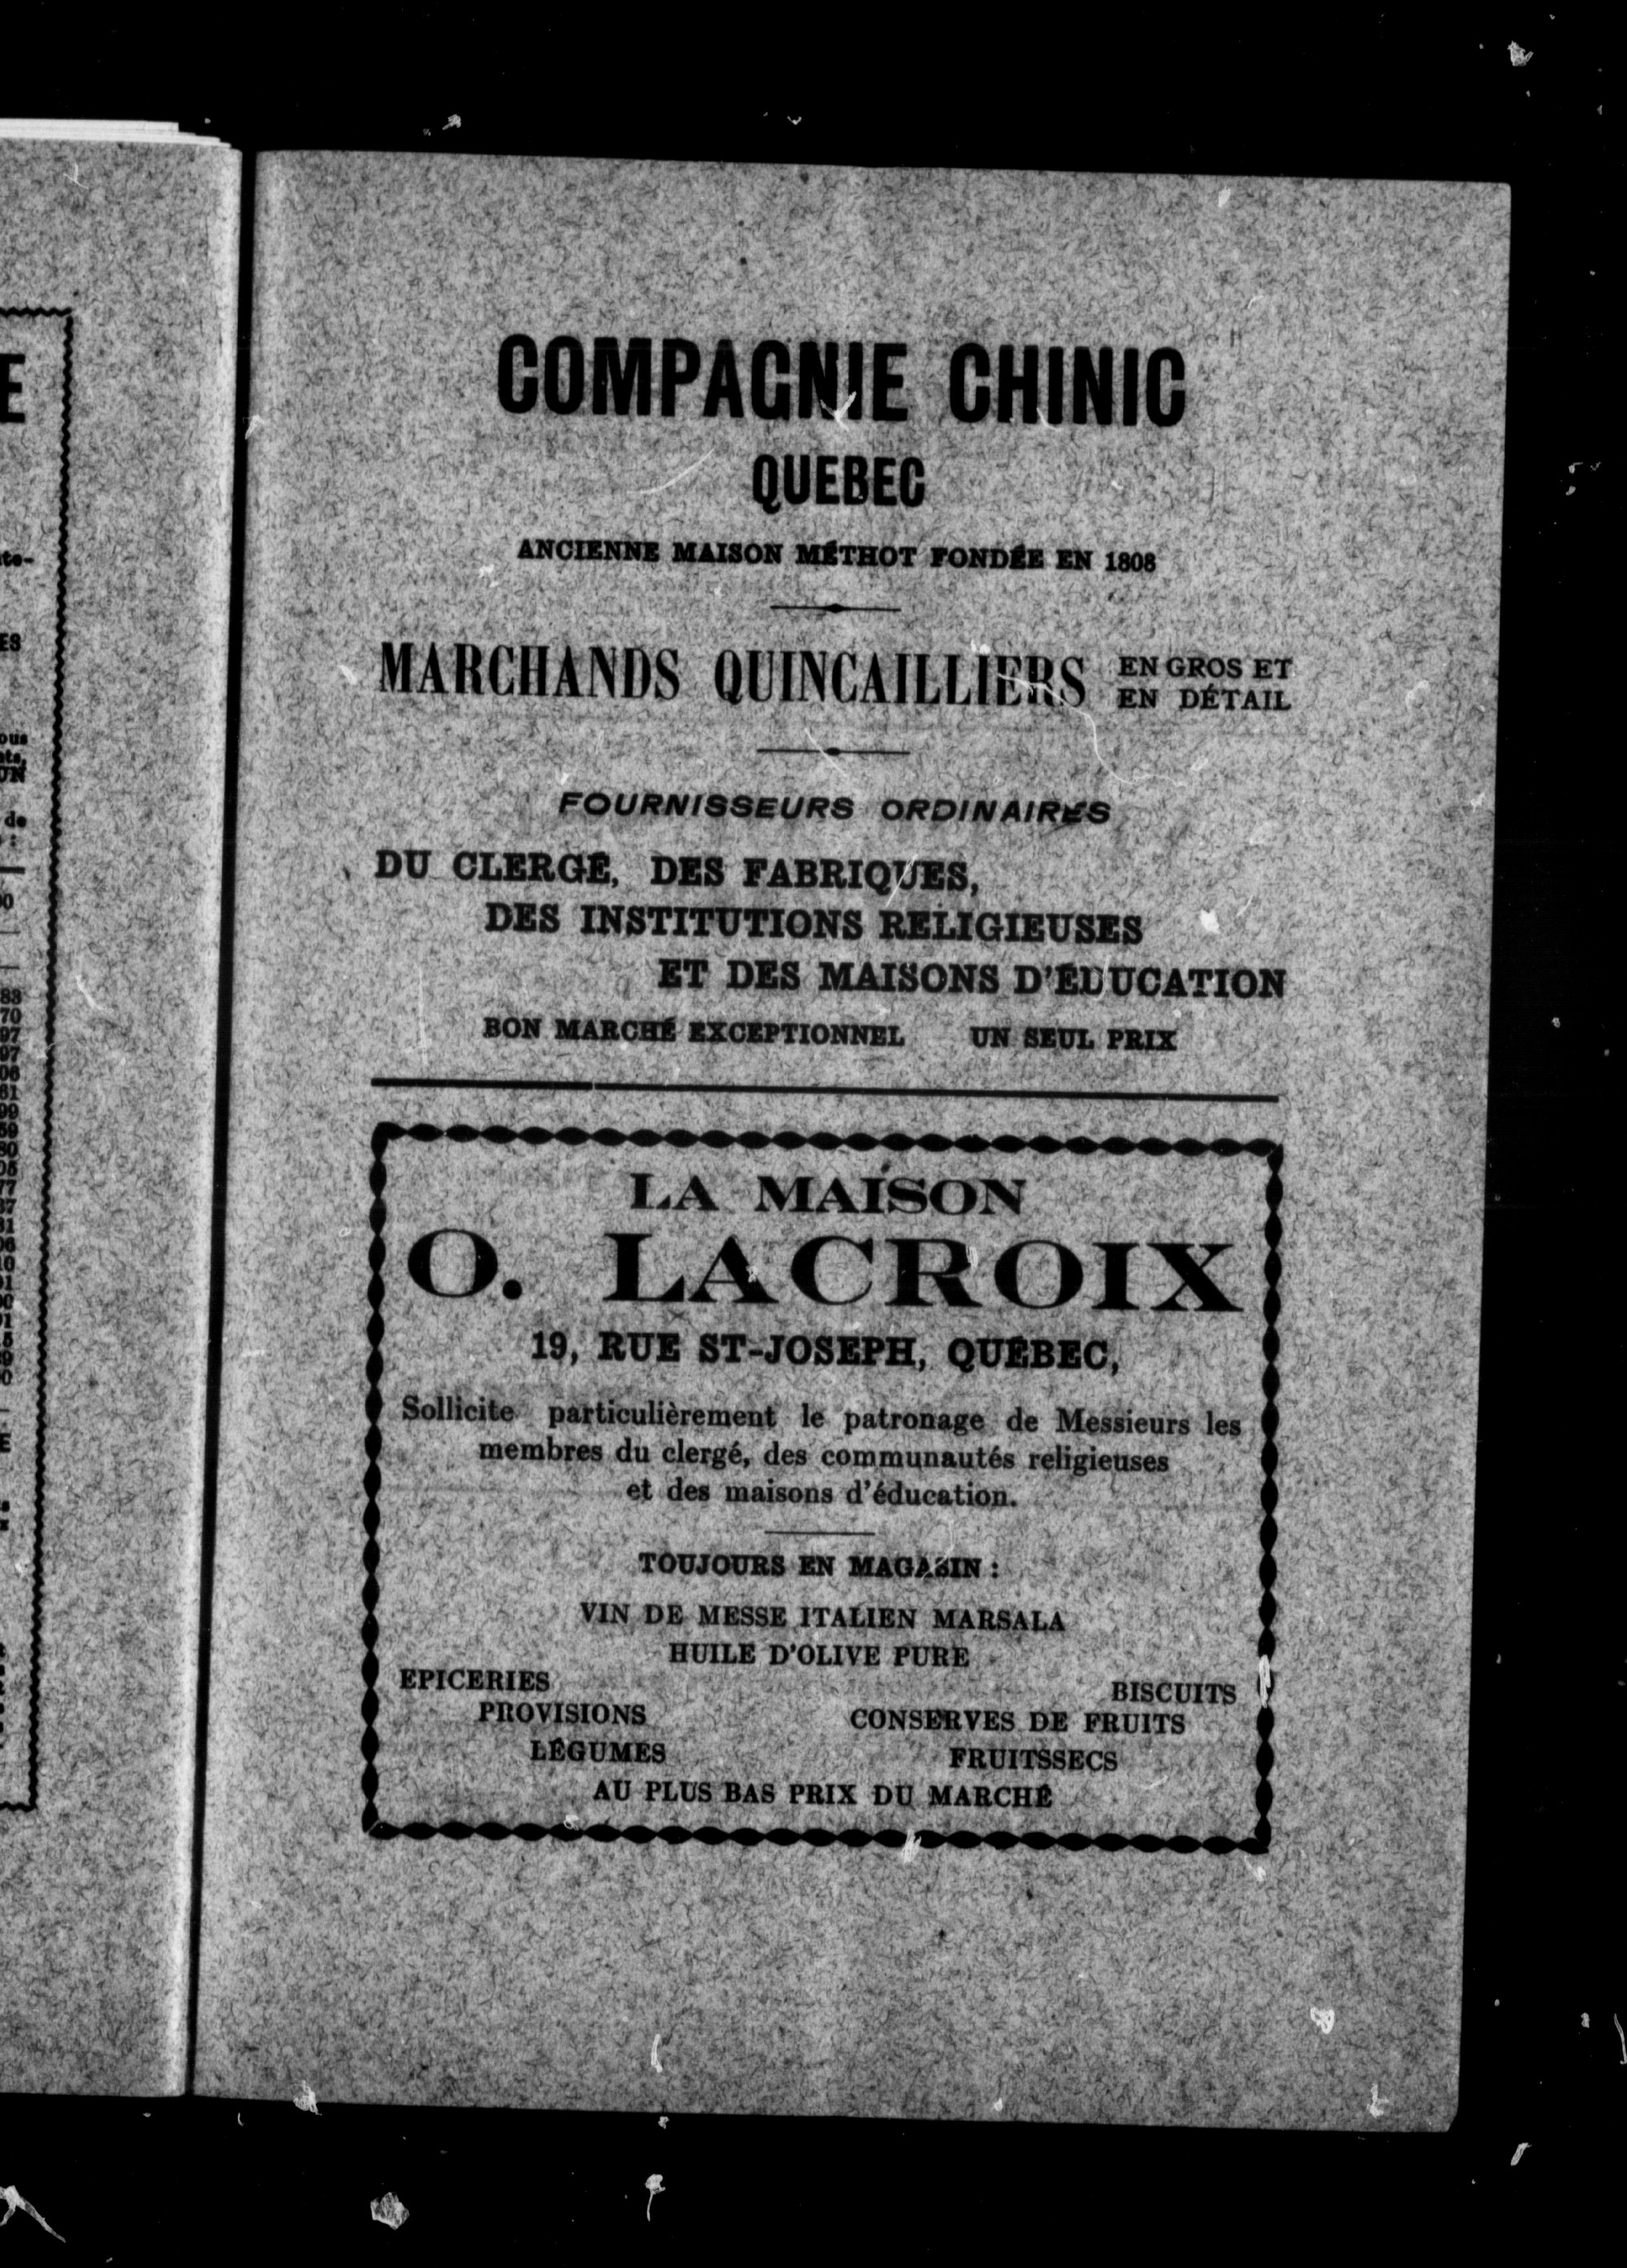 COMPAGNIE CHINIC
QUEBEC
ANCIENNE MAISON MÉTHOT FONDÉE EN 1808
MARCHANDS QUINCAILLIERS EN GROS ET
EN DÉTAIL
FOURNISSEURS ORDINAIRES
DU CLERGÉ, DES FABRIQUES,
DES INSTITUTIONS RELIGIEUSES
ET DES MAISONS D'ÉDUCATION
BON MARCHÉ EXCEPTIONNEL UN SEUL PRIX
LA MAISON
O. LACROIX
19, RUE ST-JOSEPH, QUÉBEC,
Sollicite particulièrement le patronage de Messieurs les
membres du clergé, des communautés religieuses
et des maisons d'éducation.
TOUJOURS EN MAGASIN :
VIN DE MESSE ITALIEN MARSALA
HUILE D'OLIVE PURE
EPICERIES BISCUITS
PROVISIONS CONSERVES DE FRUITS
LÉGUMES FRUITSSECS
AU PLUS BAS PRIX DU MARCHÉ